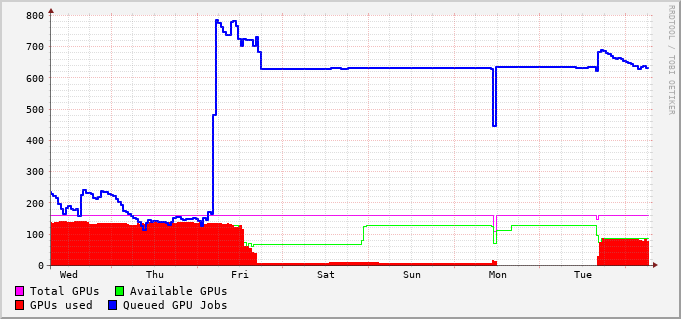 800
700
600
500
400
300
200
100
0
Wed Thu Fri Sat Sun Mon Tue
Total GPUs Available GPUs
GPUs used Queued GPU Jobs
RRDTOOL / TOBI OETIKER